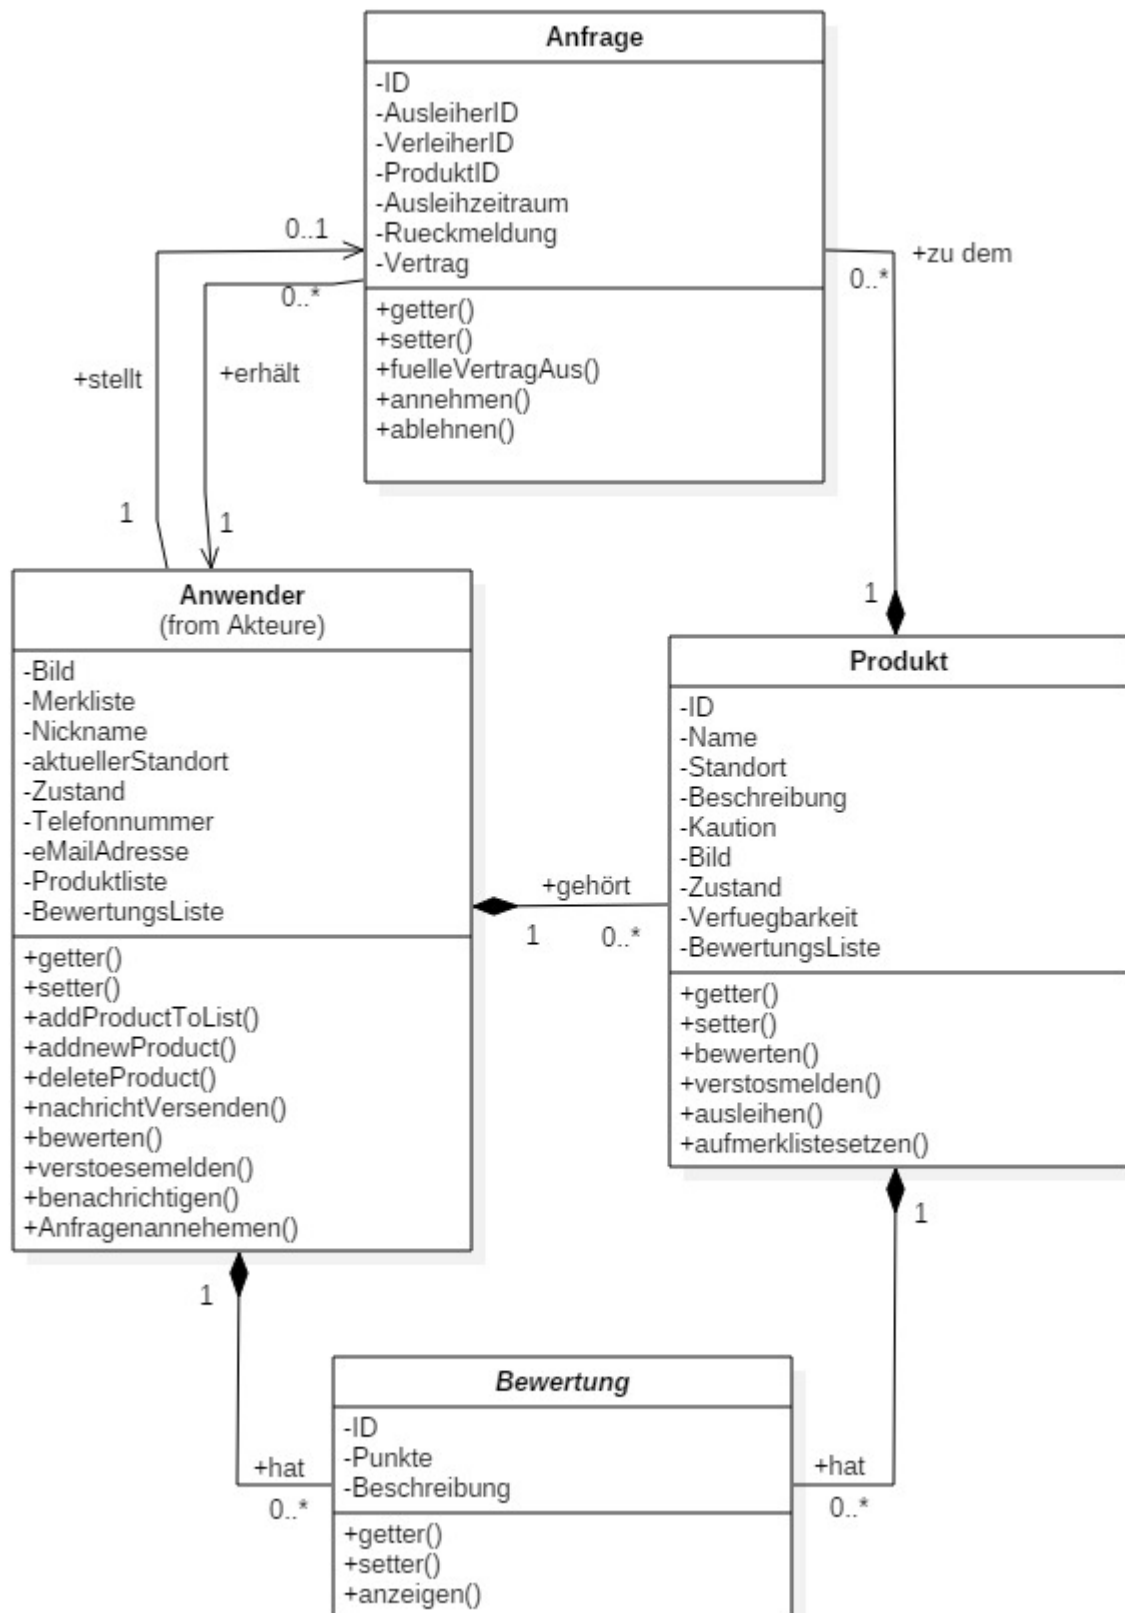 Anfrage
-ID
-AusleiherID
-VerleiherID
-ProduktID
-Ausleihzeitraum
-Rueckmeldung
-Vertrag
+getter()
+setter()
+fuelleVertragAus()
+annehmen()
+ablehnen()
0..1
0..*
+stellt
+erhält
1
1
+zu dem
0..*
1
Anwender
(from Akteure)
-Bild
-Merkliste
-Nickname
-aktuellerStandort
-Zustand
-Telefonnummer
-eMailAdresse
-Produktliste
-BewertungsListe
+getter()
+setter()
+addProductToList()
+addnewProduct()
+deleteProduct()
+nachrichtVersenden()
+bewerten()
+verstoesemelden()
+benachrichtigen()
+Anfragenannehemen()
+gehört
1
0..*
Produkt
-ID
-Name
-Standort
-Beschreibung
-Kaution
-Bild
-Zustand
-Verfuegbarkeit
-BewertungsListe
+getter()
+setter()
+bewerten()
+verstosmelden()
+ausleihen()
+aufmerklistesetzen()
1
+hat
0..*
1
+hat
0..*
Bewertung
-ID
-Punkte
-Beschreibung
+getter()
+setter()
+anzeigen()